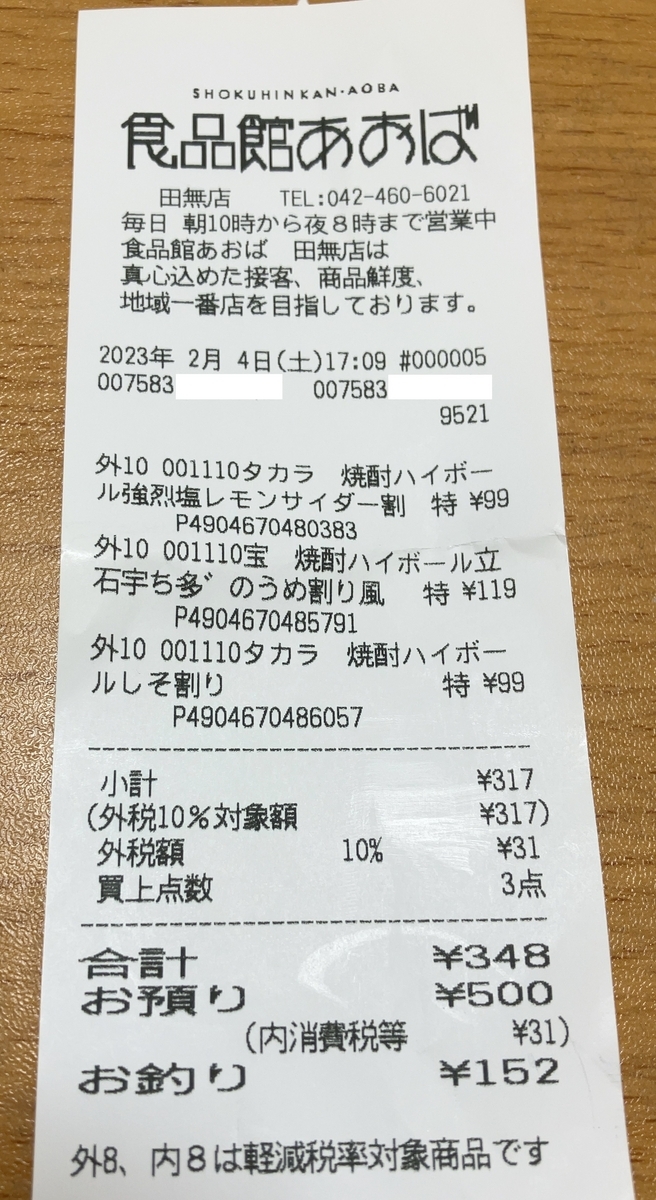 SHOKUHINKAN・AOBA
食品館あおば
田無店 TEL:042-460-6021
毎日 朝10時から夜8時まで営業中
食品館あおば 田無店は
真心込めた接客、商品鮮度、
地域一番店を目指しております。
2023年 2月 4日(土)17:09 #000005
007583 007583
9521
外10 001110タカラ 焼酎ハイボー
ル強烈塩レモンサイダー割 特 ¥99
P4904670480383
外10 001110宝 焼酎ハイボール立
石宇ち多゛のうめ割り風 特 ¥119
P4904670485791
外10 001110タカラ 焼酎ハイボー
ルしそ割り 特 ¥99
P4904670486057
小計 ¥317
(外税10%対象額 ¥317)
外税額 10% ¥31
買上点数 3点
合計 ¥348
お預り ¥500
(内消費税等 ¥31)
お釣り ¥152
外8、内8は軽減税率対象商品です